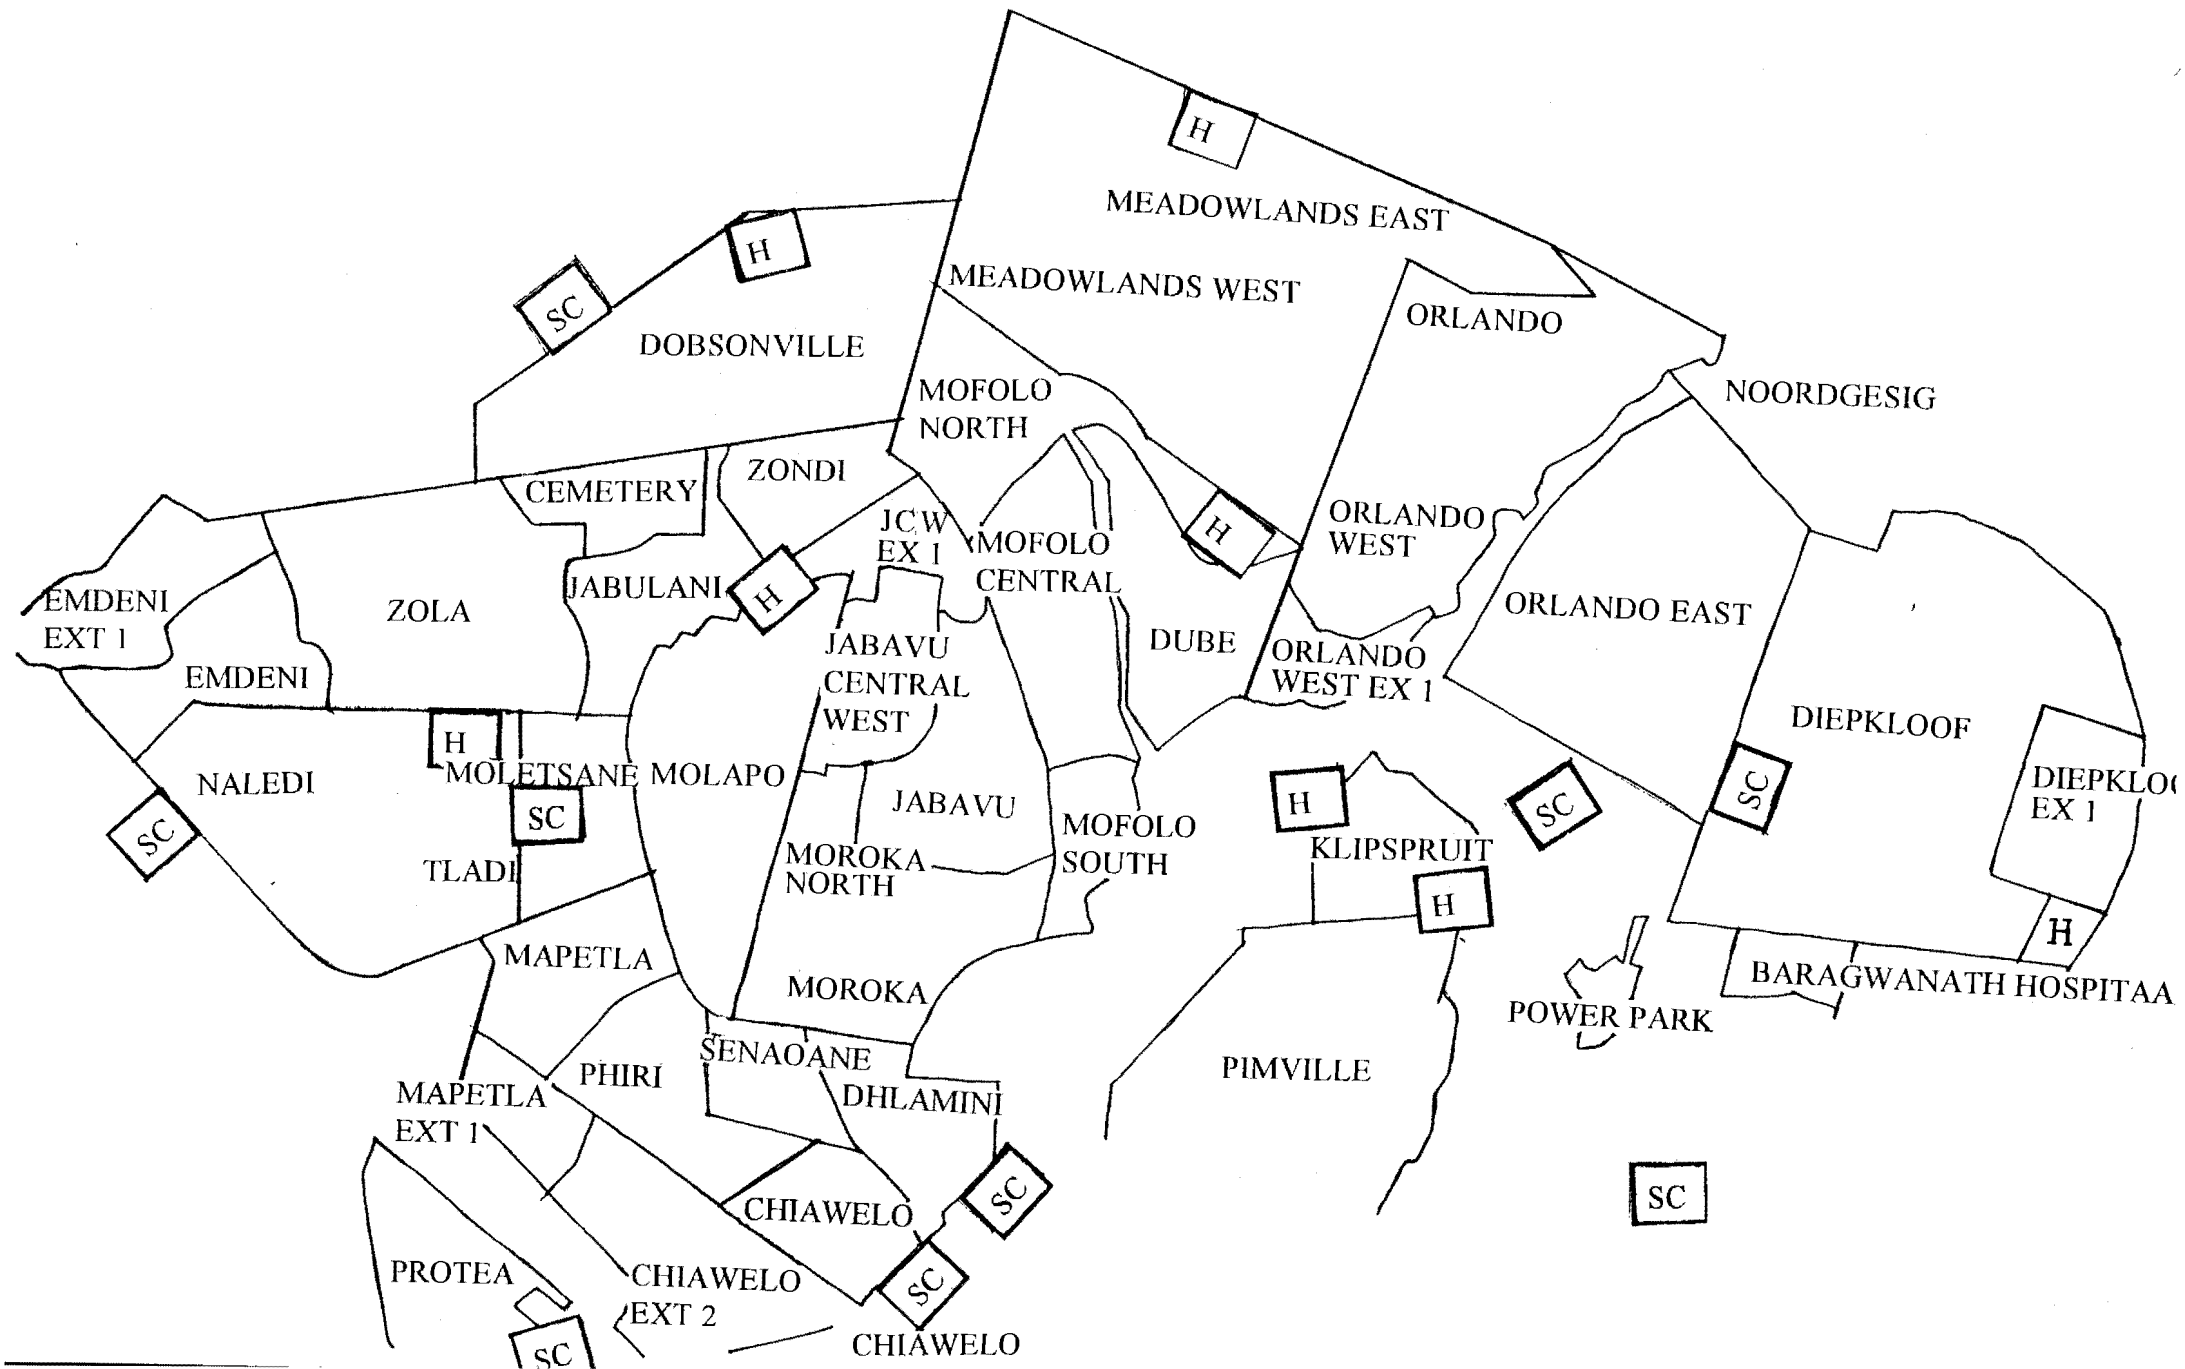 H
MEADOWLANDS EAST
H
MEADOWLANDS WEST
SC
ORLANDO
DOBSONVILLE
MOFOLO
NORTH
NOORDGESIG
ZONDI
CEMETERY
JCW
EX 1
ORLANDO
WEST
H
MOFOLO
CENTRAL
JABULANI
H
EMDENI
EXT 1
ZOLA
ORLANDO EAST
DUBE
JABAVU
CENTRAL
WEST
ORLANDO
WEST EX 1
EMDENI
DIEPKLOOF
H
NALEDI
MOLETSANE
MOLAPO
DIEPKLOO
EX 1
SC
JABAVU
H
SC
SC
SC
MOFOLO
SOUTH
KLIPSPRUIT
TLADI
MOROKA
NORTH
H
H
MAPETLA
MOROKA
BARAGWANATH HOSPITAA
POWER PARK
SENAOANE
PHIRI
PIMVILLE
MAPETLA
EXT 1
DHLAMINI
SC
SC
CHIAWELO
PROTEA
CHIAWELO
EXT 2
SC
CHIAWELO
SC